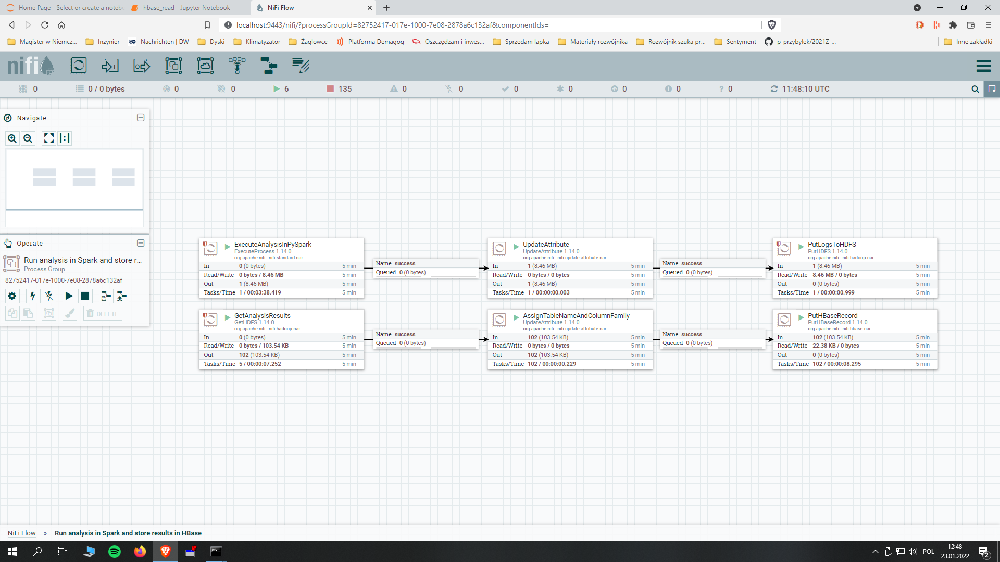 Home Page - Select or create a noteb
hbase_read - Jupyter Notebook
NiFi Flow
localhost:9443/nifi/?processGroupId=82752417-017e-1000-7e08-2878a6c132af&componentIds=
Magister w Niemcz...
Inżynier
Nachrichten | DW
Dyski
Klimatyzator
Żaglowce
Platforma Demagog
Oszczędzam i inwes...
Sprzedam lapka
Materiały rozwójnika
Rozwójnik szuka pr...
Sentyment
p-przybylek/2021Z-...
Inne zakładki
nifi
0
0 / 0 bytes
0
0
6
135
0
0
0
0
0
0
? 0
11:48:10 UTC
Navigate
Operate
Run analysis in Spark and store r...
Process Group
82752417-017e-1000-7e08-2878a6c132af
DELETE
ExecuteAnalysisInPySpark
ExecuteProcess 1.14.0
org.apache.nifi - nifi-standard-nar
In 0 (0 bytes) 5 min
Read/Write 0 bytes / 8.46 MB 5 min
Out 1 (8.46 MB) 5 min
Tasks/Time 1 / 00:03:38.419 5 min
Name success
Queued 0 (0 bytes)
UpdateAttribute
UpdateAttribute 1.14.0
org.apache.nifi - nifi-update-attribute-nar
In 1 (8.46 MB) 5 min
Read/Write 0 bytes / 0 bytes 5 min
Out 1 (8.46 MB) 5 min
Tasks/Time 1 / 00:00:00.003 5 min
Name success
Queued 0 (0 bytes)
PutLogsToHDFS
PutHDFS 1.14.0
org.apache.nifi - nifi-hadoop-nar
In 1 (8.46 MB) 5 min
Read/Write 8.46 MB / 0 bytes 5 min
Out 0 (0 bytes) 5 min
Tasks/Time 1 / 00:00:00.999 5 min
GetAnalysisResults
GetHDFS 1.14.0
org.apache.nifi - nifi-hadoop-nar
In 0 (0 bytes) 5 min
Read/Write 0 bytes / 103.54 KB 5 min
Out 102 (103.54 KB) 5 min
Tasks/Time 5 / 00:00:07.252 5 min
Name success
Queued 0 (0 bytes)
AssignTableNameAndColumnFamily
UpdateAttribute 1.14.0
org.apache.nifi - nifi-update-attribute-nar
In 102 (103.54 KB) 5 min
Read/Write 0 bytes / 0 bytes 5 min
Out 102 (103.54 KB) 5 min
Tasks/Time 102 / 00:00:00.229 5 min
Name success
Queued 0 (0 bytes)
PutHBaseRecord
PutHBaseRecord 1.14.0
org.apache.nifi - nifi-hbase-nar
In 102 (103.54 KB) 5 min
Read/Write 22.38 KB / 0 bytes 5 min
Out 0 (0 bytes) 5 min
Tasks/Time 102 / 00:00:08.295 5 min
NiFi Flow » Run analysis in Spark and store results in HBase
POL
12:48
23.01.2022
2